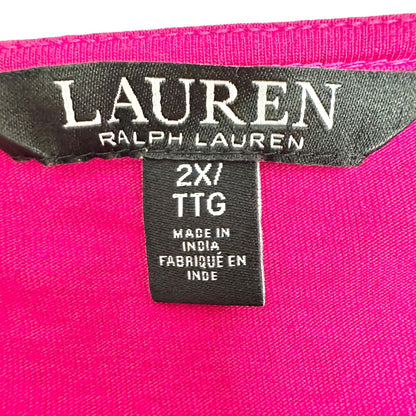 LAUREN
RALPH LAUREN
2X/
TTG
MADE IN
INDIA
FABRIQUÉ EN
INDE